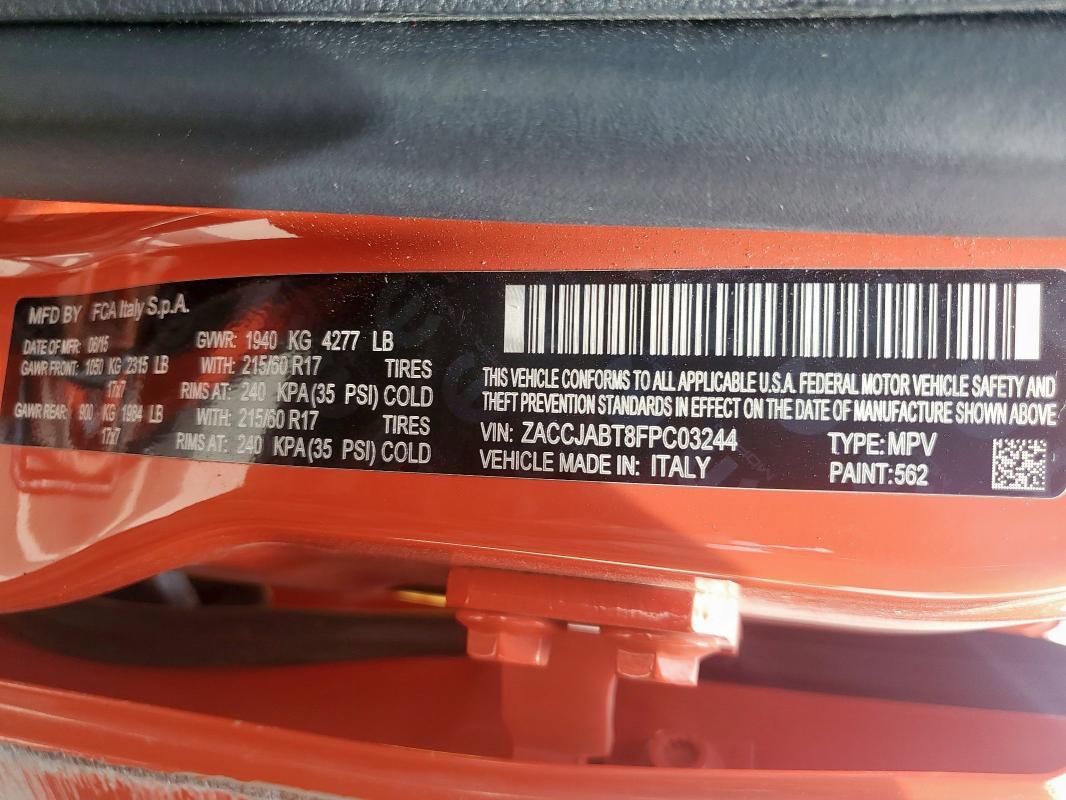 MFD BY FCA Italy S.p.A.
DATE OF MFR: 06/15
GVWR: 1940 KG 4277 LB
GAWR FRONT: 1050 KG 2315 LB
WITH: 215/60 R17 TIRES
17x7
RIMS AT: 240 KPA(35 PSI) COLD
GAWR REAR: 900 KG 1984 LB
WITH: 215/60 R17 TIRES
17x7
RIMS AT: 240 KPA(35 PSI) COLD
THIS VEHICLE CONFORMS TO ALL APPLICABLE U.S.A. FEDERAL MOTOR VEHICLE SAFETY AND
THEFT PREVENTION STANDARDS IN EFFECT ON THE DATE OF MANUFACTURE SHOWN ABOVE
VIN: ZACCJABT8FPC03244 TYPE: MPV
VEHICLE MADE IN: ITALY PAINT: 562